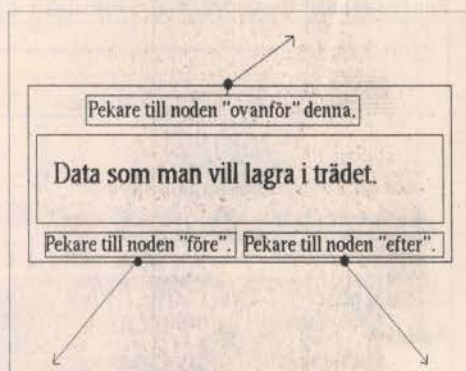 Pekare till noden "ovanför" denna.
Data som man vill lagra i trädet.
Pekare till noden "före".
Pekare till noden "efter".